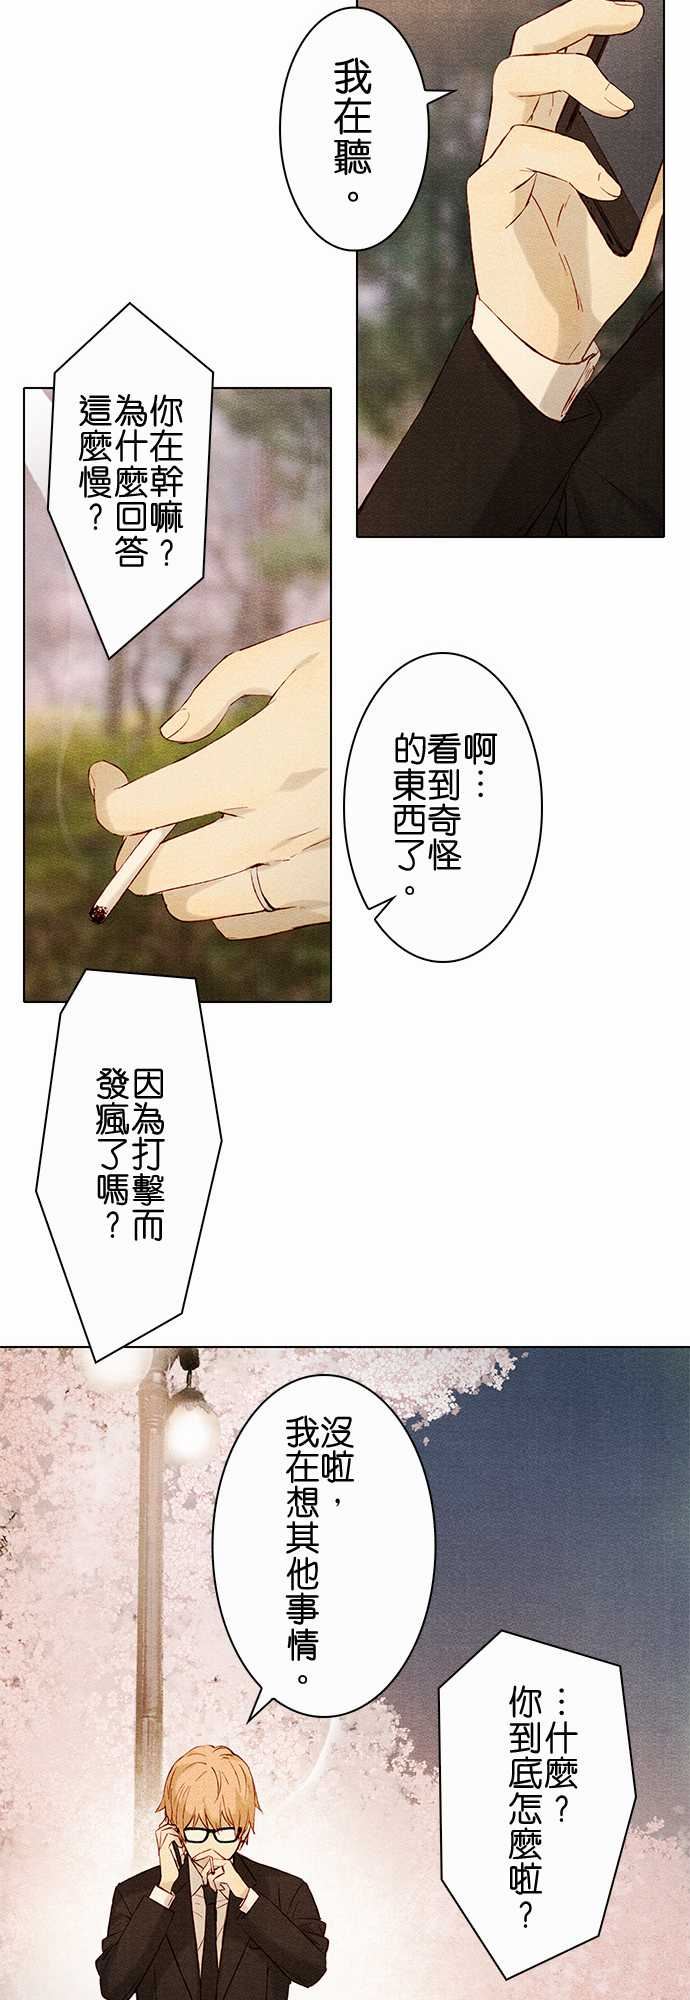 我在聽。
你在幹嘛？
為什麼回答
這麼慢？
啊…
看到奇怪
的東西了。
因為打擊而
發瘋了嗎？
沒啦，
我在想其他事情。
…什麼？
你到底怎麼啦？